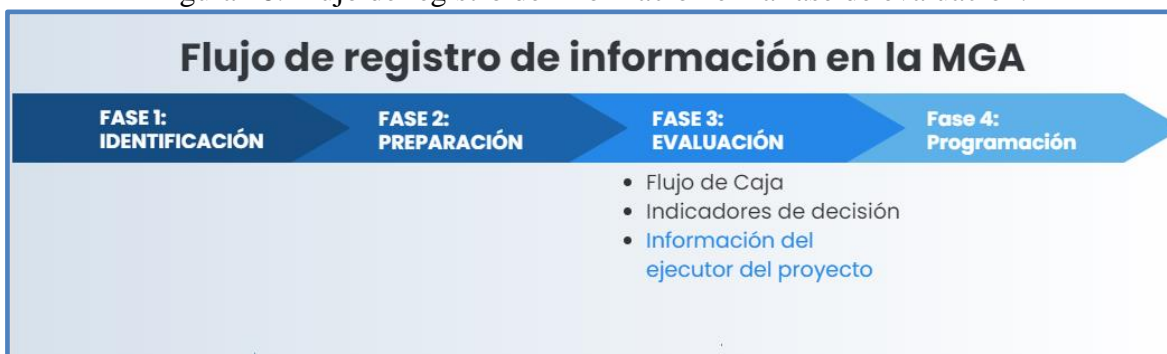 Flujo de registro de información en la MGA
FASE 1:
IDENTIFICACIÓN
FASE 2:
PREPARACIÓN
FASE 3:
EVALUACIÓN
Fase 4:
Programación
• Flujo de Caja
• Indicadores de decisión
• Información del
ejecutor del proyecto